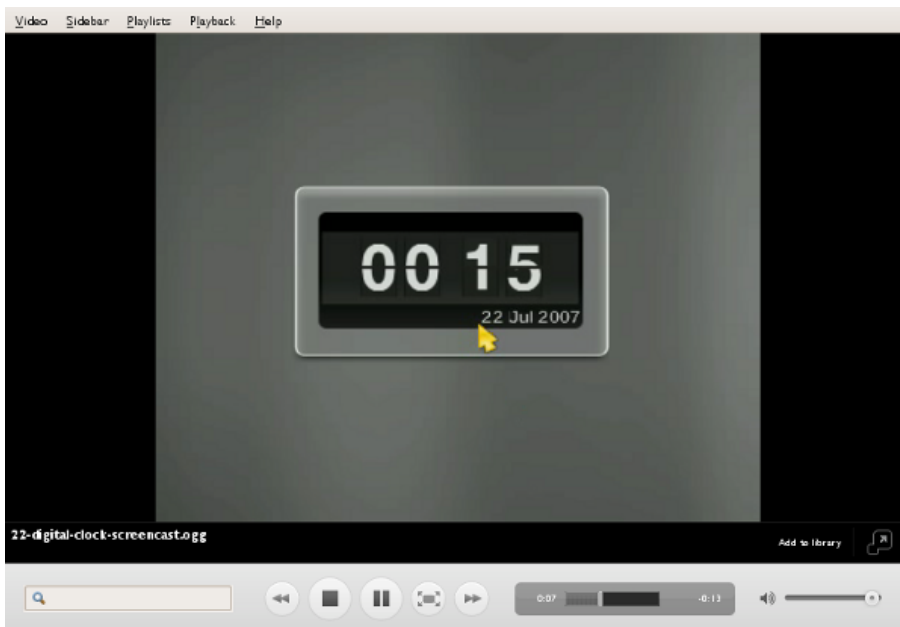 Video Sidebar Playlists Playback Help
00 15
22 Jul 2007
22-digital-clock-screencast.ogg
Add to library
0:07 -0:13